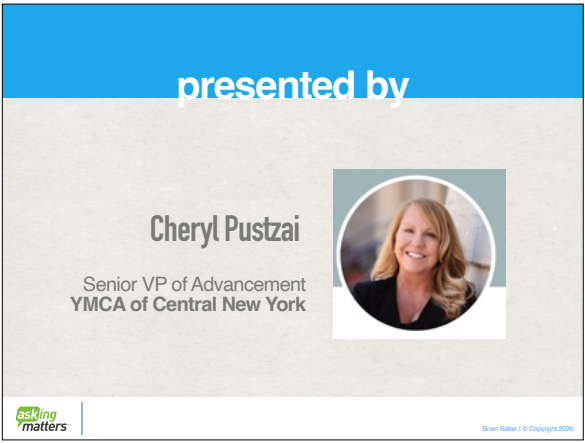 presented by
Cheryl Pustzai
Senior VP of Advancement
YMCA of Central New York
asking
matters
Brian Saber I © Copyright 2026